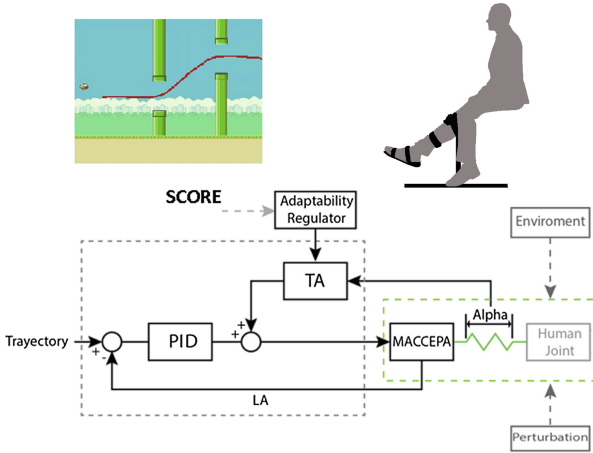 SCORE
Adaptability
Regulator
Enviroment
TA
Alpha
Trayectory
+
-
PID
+
+
MACCEPA
Human
Joint
LA
Perturbation